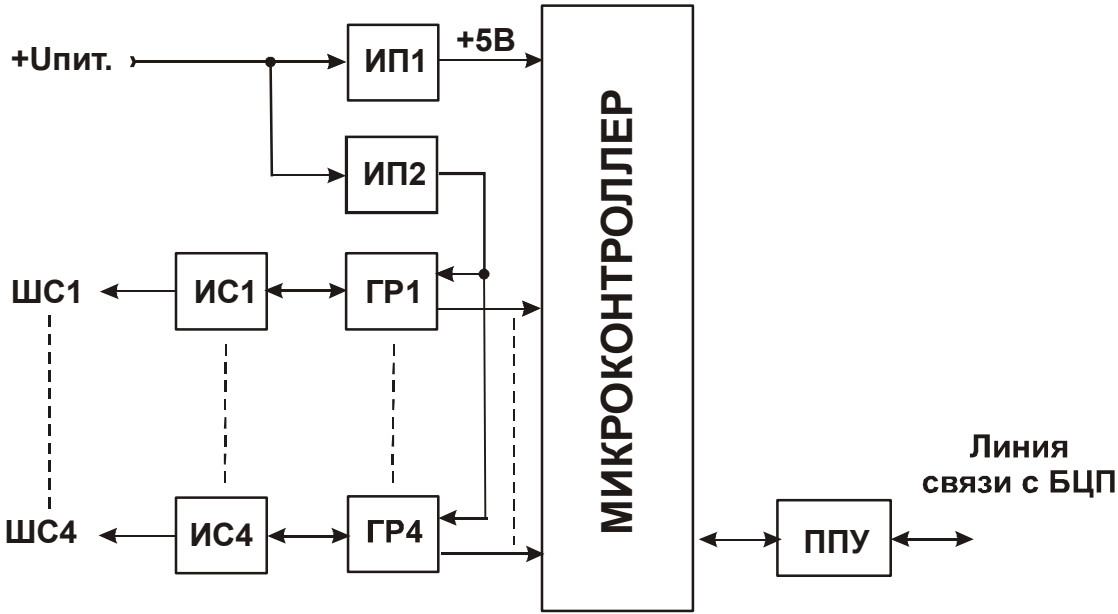 +Uпит.
ИП1
+5В
ИП2
ШС1
ИС1
ГР1
МИКРОКОНТРОЛЛЕР
ШС4
ИС4
ГР4
ППУ
Линия
связи с БЦП